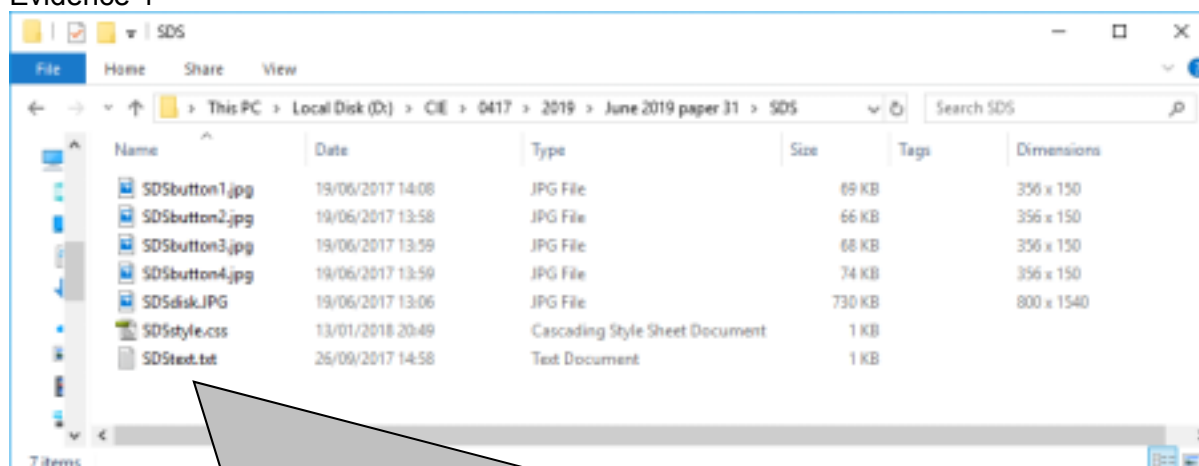 Evidence 1
SDS
File Home Share View
This PC > Local Disk (D:) > CIE > 0417 > 2019 > June 2019 paper 31 > SDS Search SDS
Name Date Type Size Tags Dimensions
SDSbutton1.jpg 19/06/2017 14:08 JPG File 69 KB 356 x 150
SDSbutton2.jpg 19/06/2017 13:58 JPG File 66 KB 356 x 150
SDSbutton3.jpg 19/06/2017 13:59 JPG File 68 KB 356 x 150
SDSbutton4.jpg 19/06/2017 13:59 JPG File 74 KB 356 x 150
SDSdisk.JPG 19/06/2017 13:06 JPG File 730 KB 800 x 1540
SDSstyle.css 13/01/2018 20:49 Cascading Style Sheet Document 1 KB
SDStext.txt 26/09/2017 14:58 Text Document 1 KB
7 items